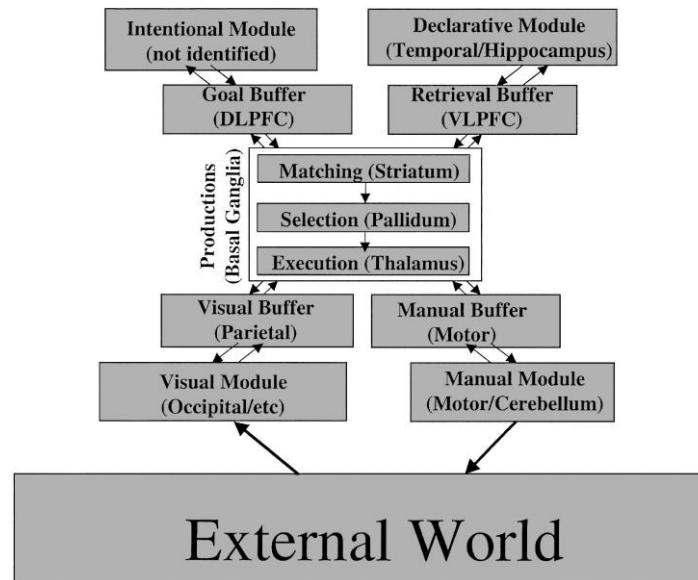 Intentional Module
(not identified)
Declarative Module
(Temporal/Hippocampus)
Goal Buffer
(DLPFC)
Retrieval Buffer
(VLPFC)
Productions
(Basal Ganglia)
Matching (Striatum)
Selection (Pallidum)
Execution (Thalamus)
Visual Buffer
(Parietal)
Manual Buffer
(Motor)
Visual Module
(Occipital/etc)
Manual Module
(Motor/Cerebellum)
External World